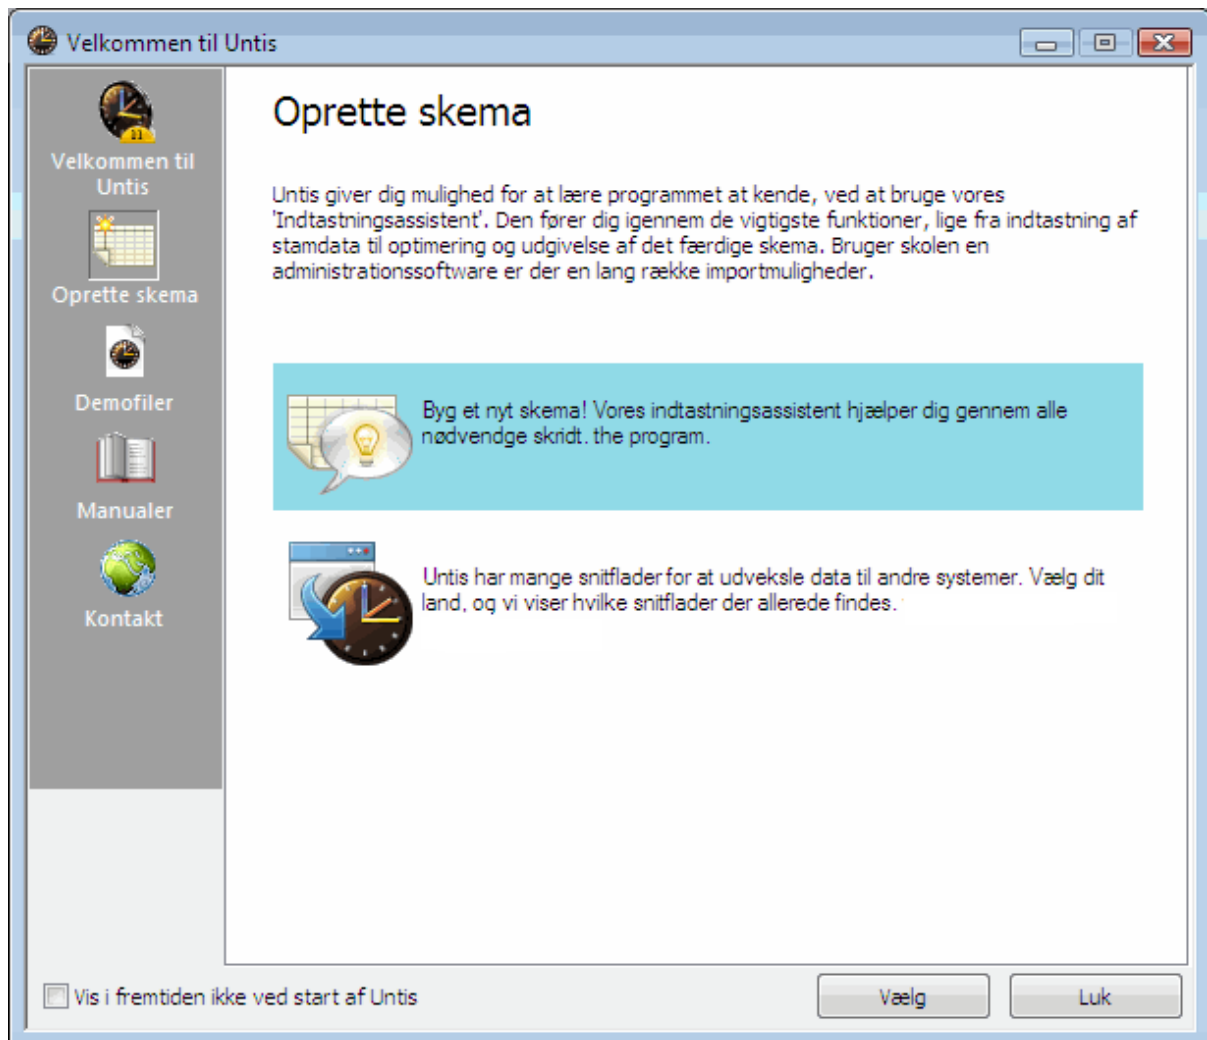 Velkommen til Untis
Velkommen til
Untis
Oprette skema
Demofiler
Manualer
Kontakt
Oprette skema
Untis giver dig mulighed for at lære programmet at kende, ved at bruge vores
'Indtastningsassistent'. Den fører dig igennem de vigtigste funktioner, lige fra indtastning af
stamdata til optimering og udgivelse af det færdige skema. Bruger skolen en
administrationssoftware er der en lang række importmuligheder.
Byg et nyt skema! Vores indtastningsassistent hjælper dig gennem alle
nødvendge skridt. the program.
Untis har mange snitflader for at udveksle data til andre systemer. Vælg dit
land, og vi viser hvilke snitflader der allerede findes.
Vis i fremtiden ikke ved start af Untis
Vælg
Luk